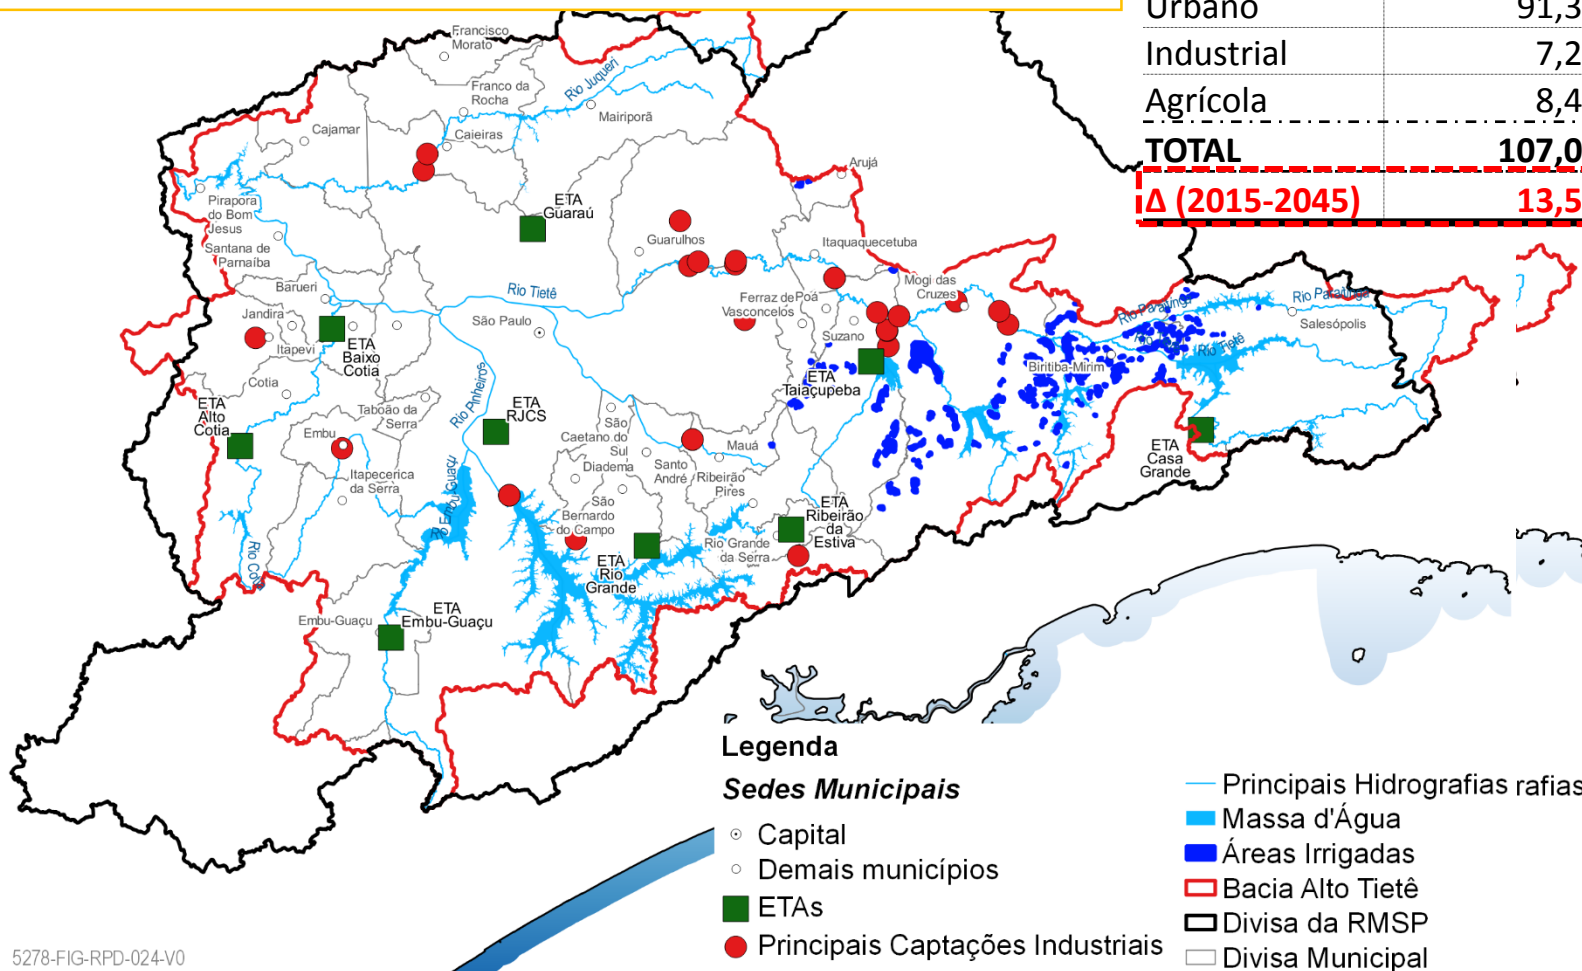 Urbano 91,3
Industrial 7,2
Agrícola 8,4
TOTAL 107,0
Δ (2015-2045) 13,5
Francisco
Morato
Franco da
Rocha
Rio Juqueri
Mairiporã
Cajamar
Caieiras
Arujá
Pirapora
do Bom
Jesus
ETA
Guaraú
Santana de
Parnaíba
Guarulhos
Itaquaquecetuba
Barueri
Rio Tietê
Mogi das
Cruzes
Ferraz de
Vasconcelos
Poá
Rio Paraitinga
Salesópolis
Jandira
São Paulo
Suzano
Rio Tietê
Itapevi
ETA
Baixo
Cotia
Biritiba-Mirim
ETA
Taiaçupeba
Cotia
Rio Pinheiros
Taboão da
Serra
ETA
Alto
Cotia
ETA
RJCS
Embu
São
Caetano do
Sul
Mauá
ETA
Casa
Grande
Diadema
Santo
André
Ribeirão
Pires
Itapecerica
da Serra
São
Bernardo
do Campo
ETA
Ribeirão
da
Estiva
Rio Grande
da Serra
ETA
Rio
Grande
ETA
Embu-Guaçu
Embu-Guaçu
Legenda
Sedes Municipais
Capital
Demais municípios
ETAs
Principais Captações Industriais
Principais Hidrografias rafias
Massa d'Água
Áreas Irrigadas
Bacia Alto Tietê
Divisa da RMSP
Divisa Municipal
5278-FIG-RPD-024-V0